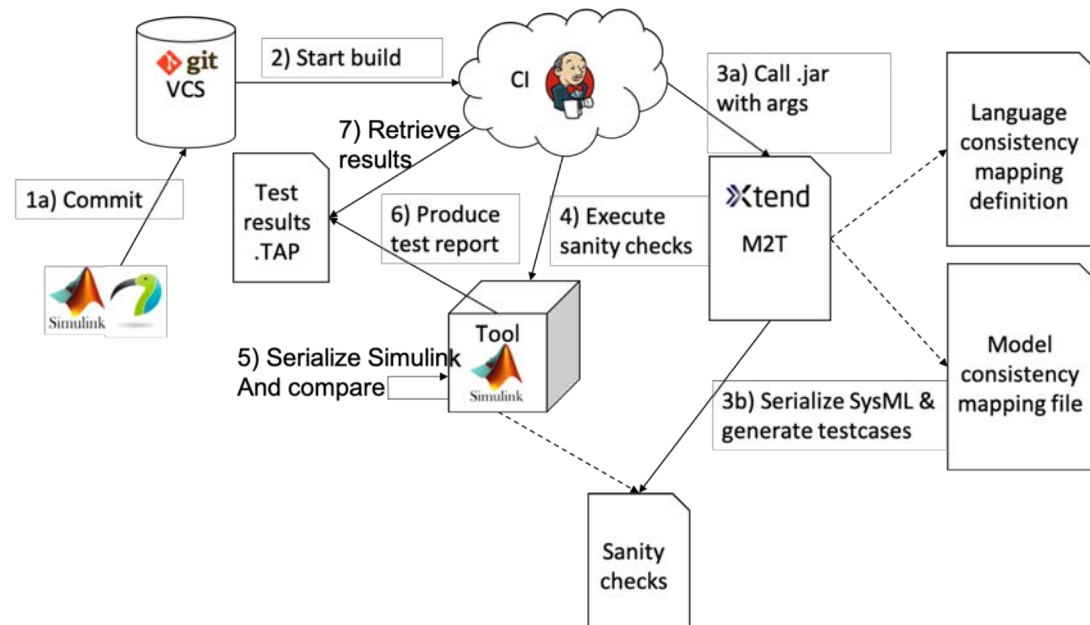 git
VCS
2) Start build
CI
3a) Call .jar
with args
Language
consistency
mapping
definition
7) Retrieve
results
1a) Commit
Test
results
.TAP
6) Produce
test report
4) Execute
sanity checks
Xtend
M2T
Simulink
Tool
Simulink
5) Serialize Simulink
And compare
3b) Serialize SysML &
generate testcases
Model
consistency
mapping file
Sanity
checks